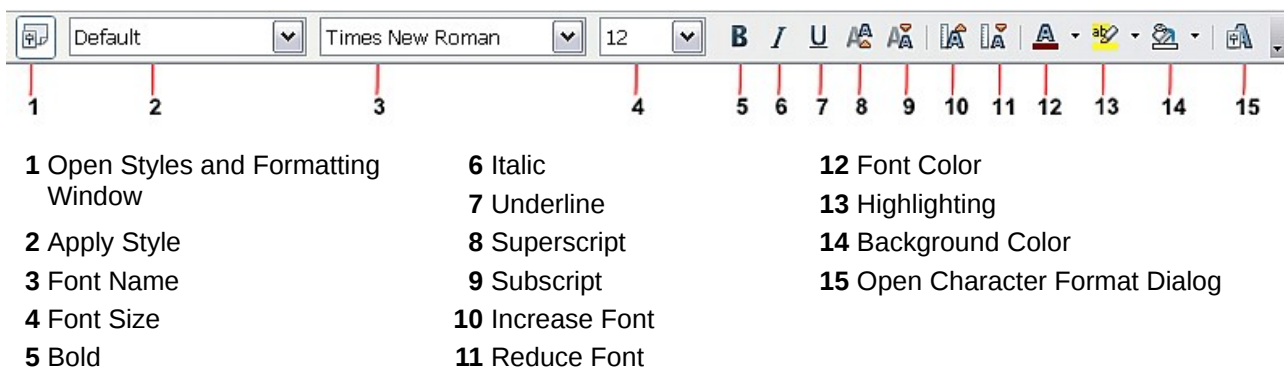 Default Times New Roman 12 B I U
1 2 3 4 5 6 7 8 9 10 11 12 13 14 15
1 Open Styles and Formatting
Window
2 Apply Style
3 Font Name
4 Font Size
5 Bold
6 Italic
7 Underline
8 Superscript
9 Subscript
10 Increase Font
11 Reduce Font
12 Font Color
13 Highlighting
14 Background Color
15 Open Character Format Dialog